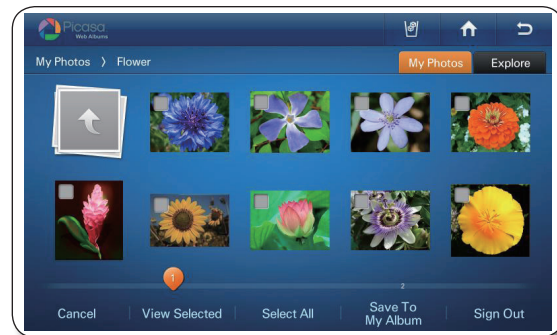 Picasa
Web Albums
My Photos > Flower
My Photos
Explore
1
2
Cancel
View Selected
Select All
Save To
My Album
Sign Out